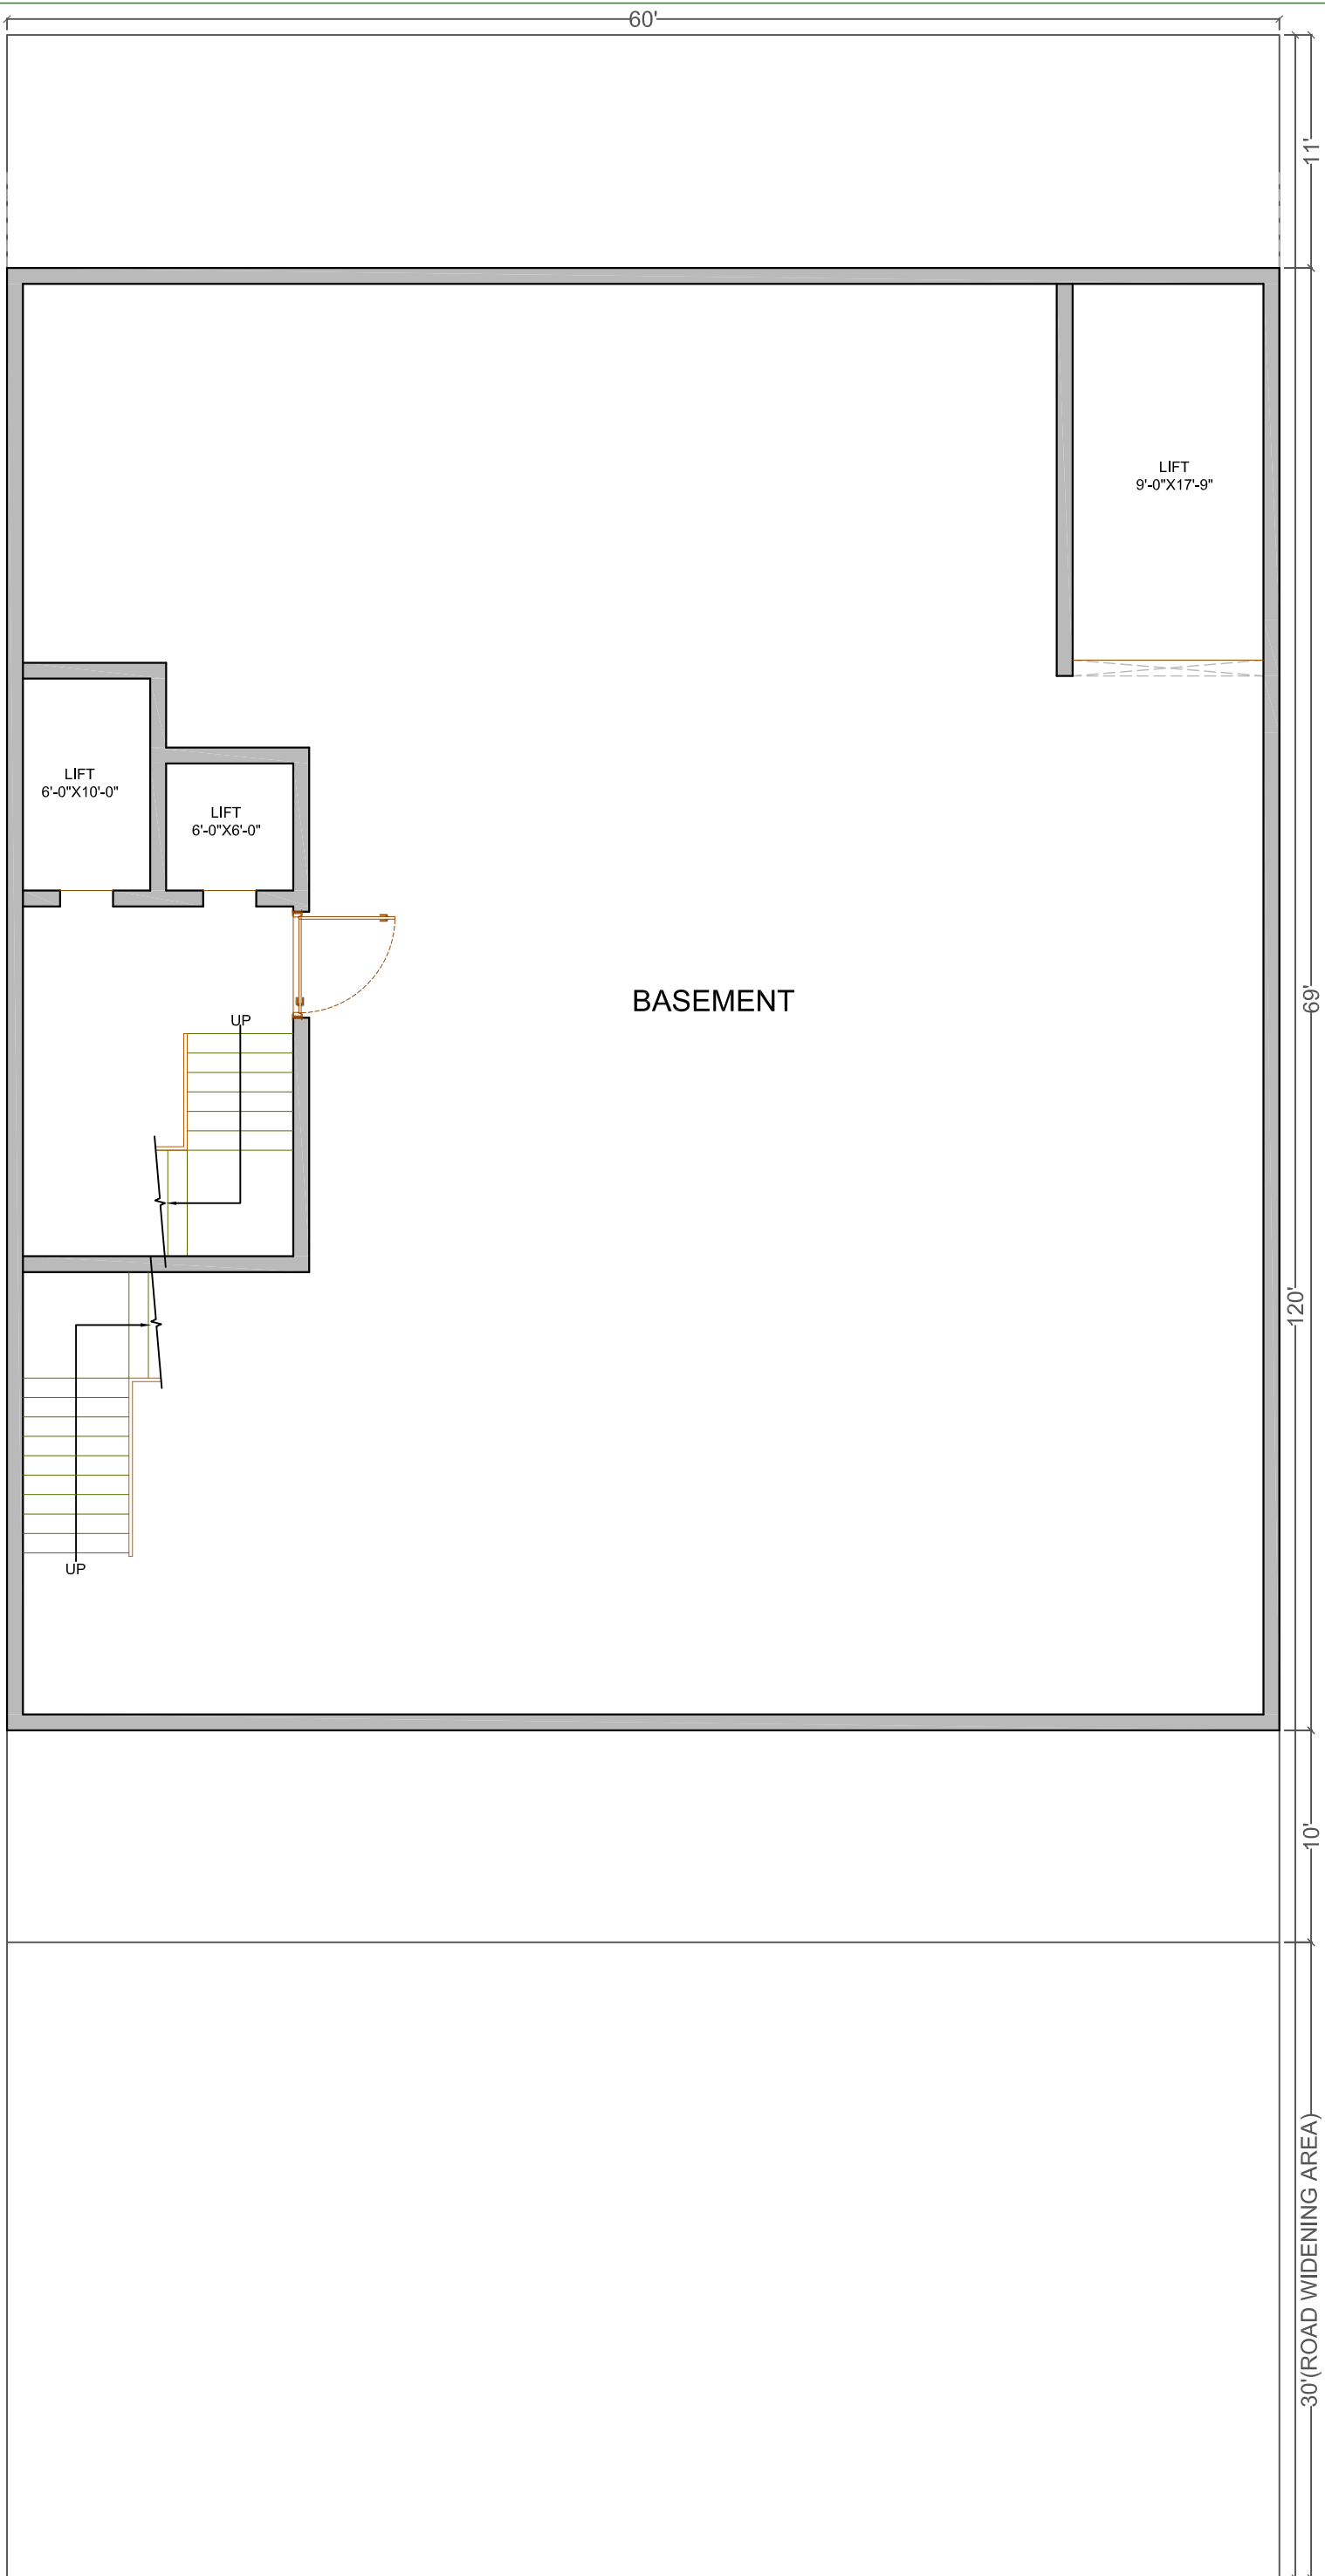 60'
11'
LIFT
9'-0"X17'-9"
LIFT
6'-0"X10'-0"
LIFT
6'-0"X6'-0"
BASEMENT
69'
UP
120'
UP
10'
30'(ROAD WIDENING AREA)